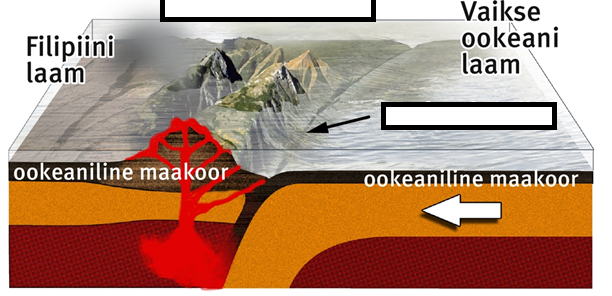 Filipiini
laam
Vaikse
ookeani
laam
ookeaniline maakoor
ookeaniline maakoor